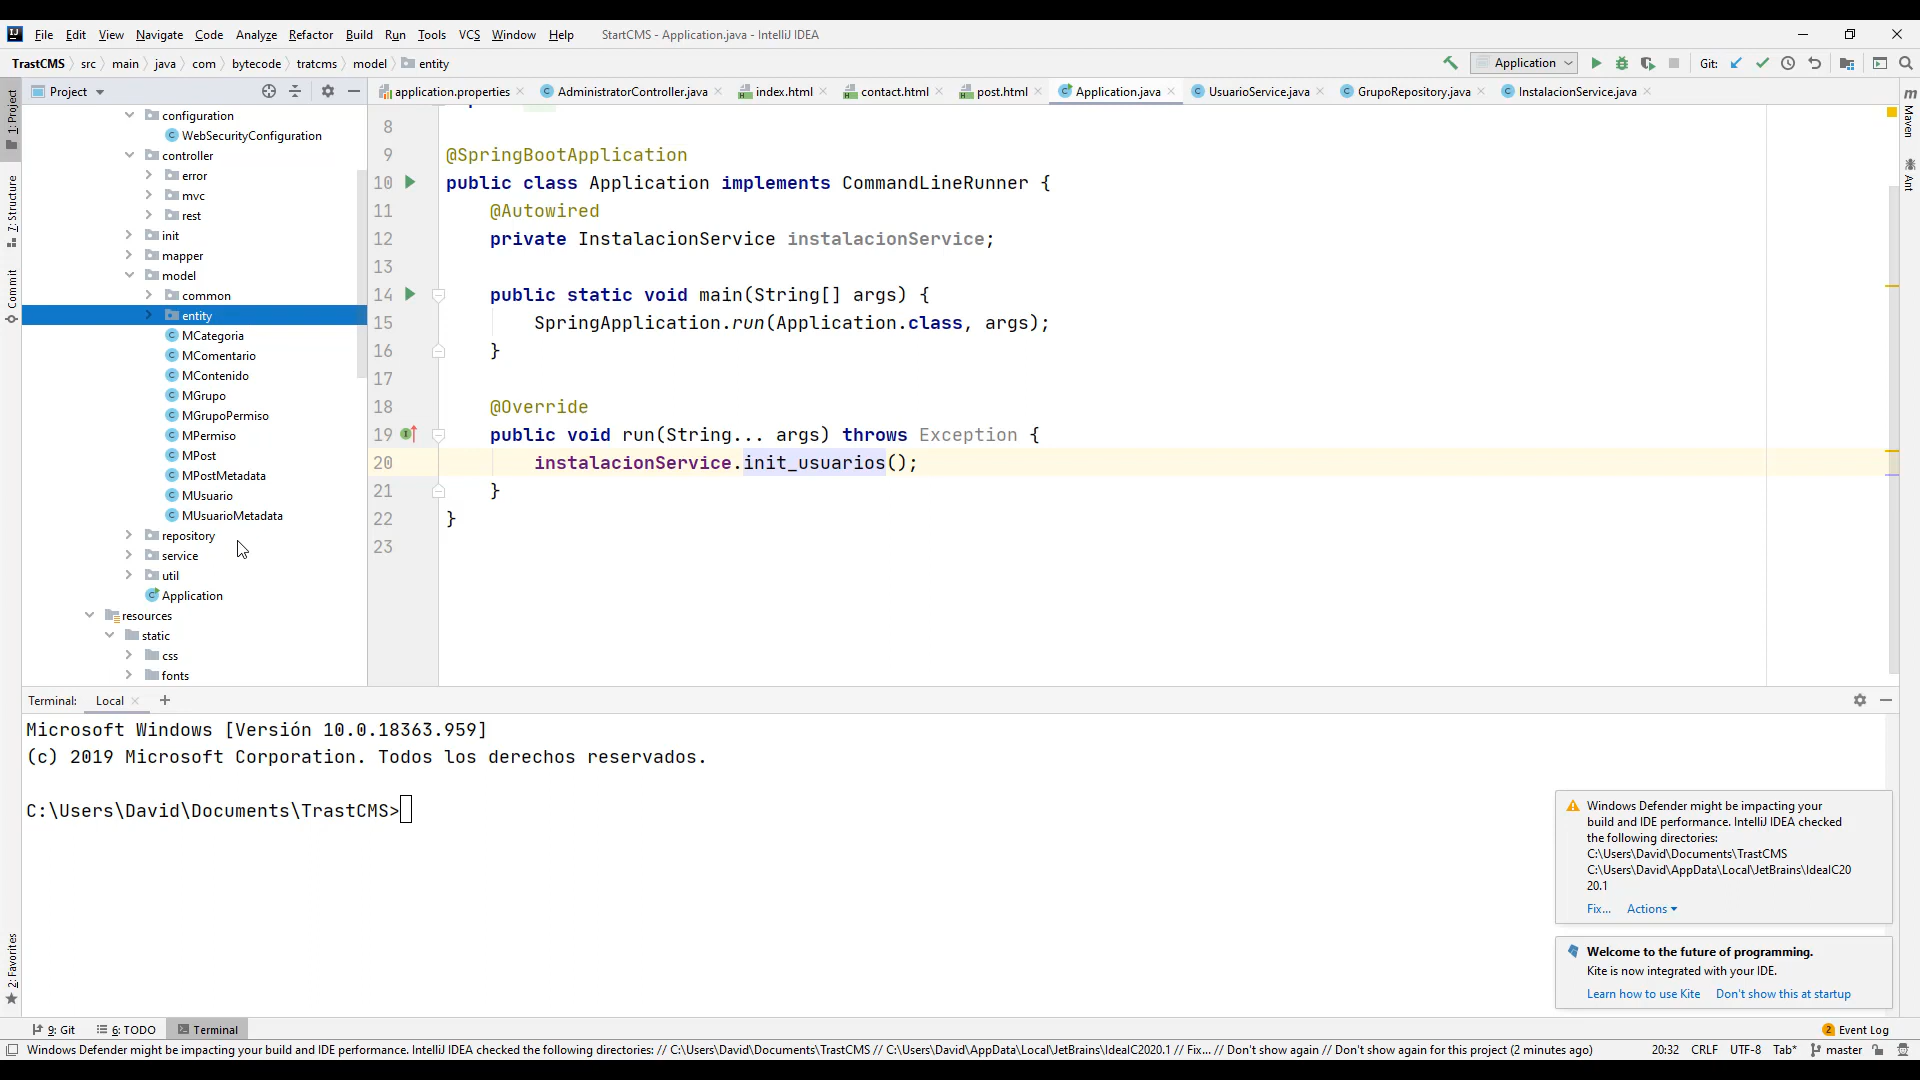 File Edit View Navigate Code Analyze Refactor Build Run Tools VCS Window Help StartCMS - Application.java - IntelliJ IDEA
TrastCMS src main java com bytecode tratcms model entity Application Git:
Project application.properties AdministratorController.java index.html contact.html post.html Application.java UsuarioService.java GrupoRepository.java InstalacionService.java
1: Project
7: Structure
Commit
2: Favorites
configuration
WebSecurityConfiguration
controller
error
mvc
rest
init
mapper
model
common
entity
MCategoria
MComentario
MContenido
MGrupo
MGrupoPermiso
MPermiso
MPost
MPostMetadata
MUsuario
MUsuarioMetadata
repository
service
util
Application
resources
static
css
fonts
8
9 @SpringBootApplication
10 public class Application implements CommandLineRunner {
11 @Autowired
12 private InstalacionService instalacionService;
13
14 public static void main(String[] args) {
15 SpringApplication.run(Application.class, args);
16 }
17
18 @Override
19 public void run(String... args) throws Exception {
20 instalacionService.init_usuarios();
21 }
22 }
23
Maven
Ant
Terminal: Local
Microsoft Windows [Versión 10.0.18363.959]
(c) 2019 Microsoft Corporation. Todos los derechos reservados.
C:\Users\David\Documents\TrastCMS>
Windows Defender might be impacting your
build and IDE performance. IntelliJ IDEA checked
the following directories:
C:\Users\David\Documents\TrastCMS
C:\Users\David\AppData\Local\JetBrains\IdeaIC20
20.1
Fix... Actions
Welcome to the future of programming.
Kite is now integrated with your IDE.
Learn how to use Kite Don't show this at startup
9: Git 6: TODO Terminal 2 Event Log
Windows Defender might be impacting your build and IDE performance. IntelliJ IDEA checked the following directories: // C:\Users\David\Documents\TrastCMS // C:\Users\David\AppData\Local\JetBrains\IdeaIC2020.1 // Fix... // Don't show again // Don't show again for this project (2 minutes ago) 20:32 CRLF UTF-8 Tab* master